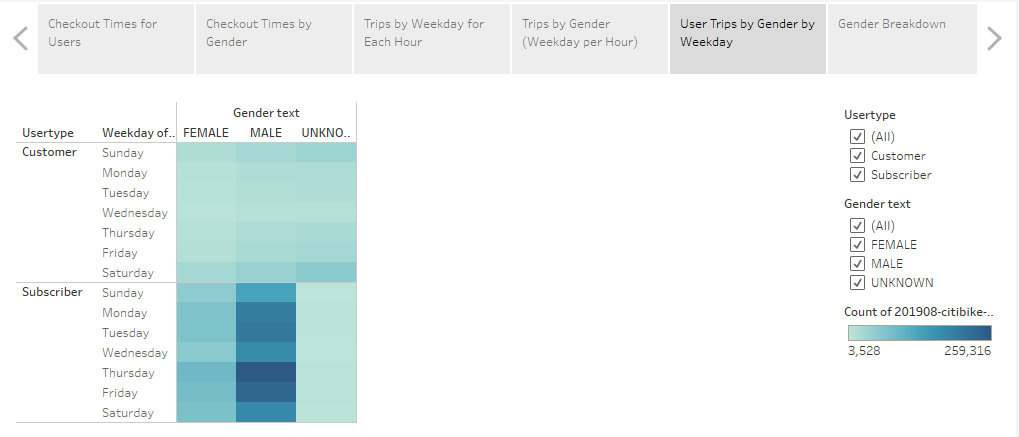 Checkout Times for
Users
Checkout Times by
Gender
Trips by Weekday for
Each Hour
Trips by Gender
(Weekday per Hour)
User Trips by Gender by
Weekday
Gender Breakdown
Gender text
Usertype Weekday of.. FEMALE MALE UNKNO..
Customer Sunday
Monday
Tuesday
Wednesday
Thursday
Friday
Saturday
Subscriber Sunday
Monday
Tuesday
Wednesday
Thursday
Friday
Saturday
Usertype
(All)
Customer
Subscriber
Gender text
(All)
FEMALE
MALE
UNKNOWN
Count of 201908-citibike-..
3,528 259,316